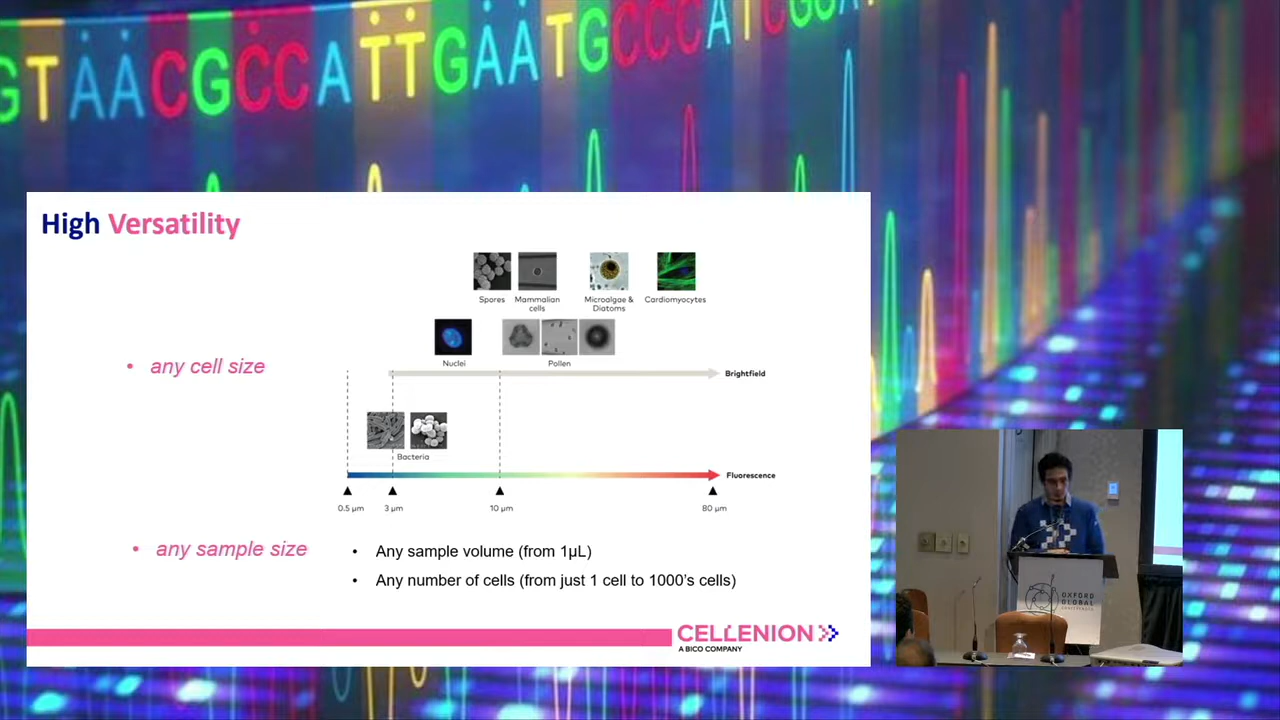 GTAACGCCATTGAATGCCCATCGGAT
High Versatility
Spores
Mammalian
cells
Microalgae &
Diatoms
Cardiomyocytes
Nuclei
Pollen
• any cell size
Brightfield
Bacteria
Fluorescence
0.5 µm
3 µm
10 µm
80 µm
• any sample size
• Any sample volume (from 1µL)
• Any number of cells (from just 1 cell to 1000's cells)
CELLENION
A BICO COMPANY
OXFORD
GLOBAL